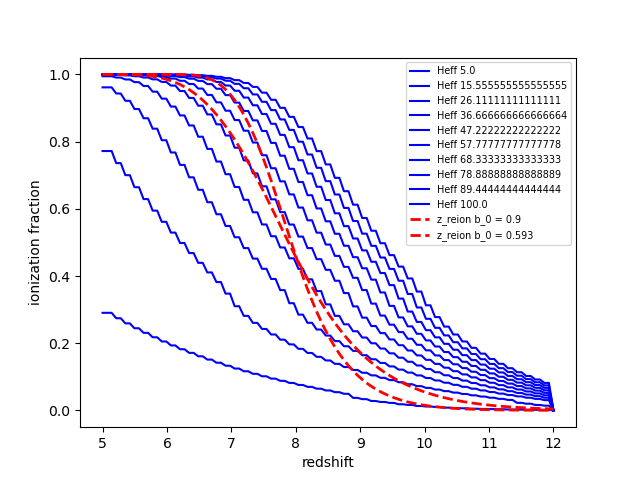 Heff 5.0
Heff 15.555555555555555
Heff 26.11111111111111
Heff 36.666666666666664
Heff 47.22222222222222
Heff 57.77777777777778
Heff 68.33333333333333
Heff 78.88888888888889
Heff 89.44444444444444
Heff 100.0
z_reion b_0 = 0.9
z_reion b_0 = 0.593
1.0
0.8
0.6
0.4
0.2
0.0
ionization fraction
5 6 7 8 9 10 11 12
redshift